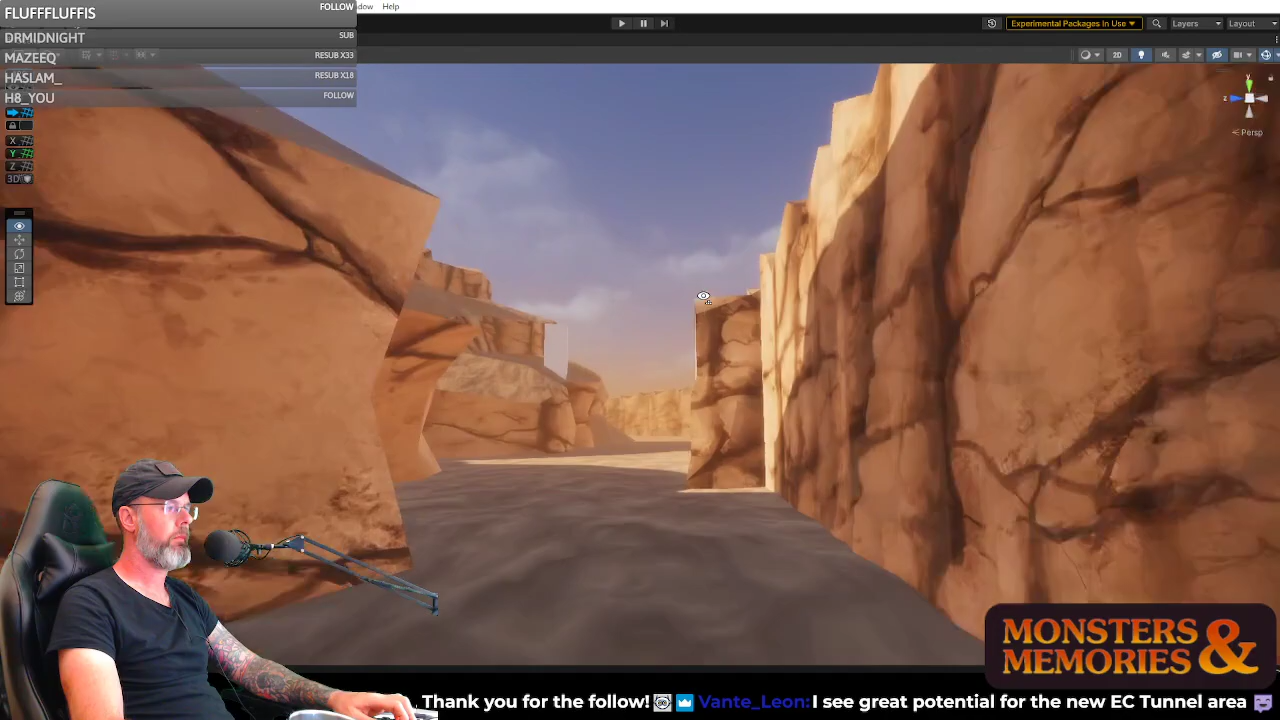 FLUFFFLUFFIS FOLLOW
DRMIDNIGHT SUB
MAZEEQ RESUB X33
HASLAM_ RESUB X18
H8_YOU FOLLOW
dow Help
Experimental Packages In Use
Layers
Layout
2D
X
Y
Z
3D
y
z
Persp
MONSTERS &
MEMORIES
Thank you for the follow! Vante_Leon: I see great potential for the new EC Tunnel area